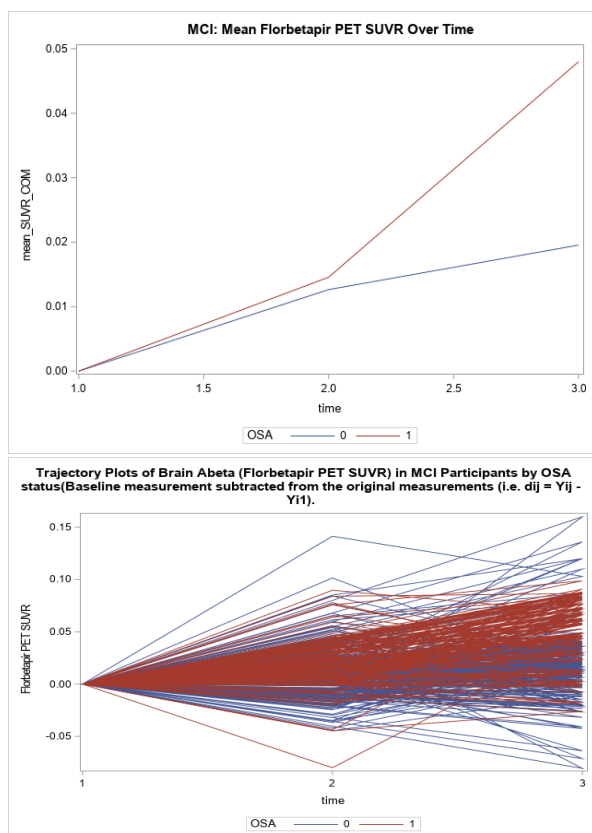 MCI: Mean Florbetapir PET SUVR Over Time
0.05
0.04
0.03
0.02
0.01
0.00
mean_SUVR_COM
1.0 1.5 2.0 2.5 3.0
time
OSA 0 1
Trajectory Plots of Brain Abeta (Florbetapir PET SUVR) in MCI Participants by OSA
status(Baseline measurement subtracted from the original measurements (i.e. dij = Yij -
Yi1).
0.15
0.10
0.05
0.00
-0.05
Florbetapir PET SUVR
1 2 3
time
OSA 0 1